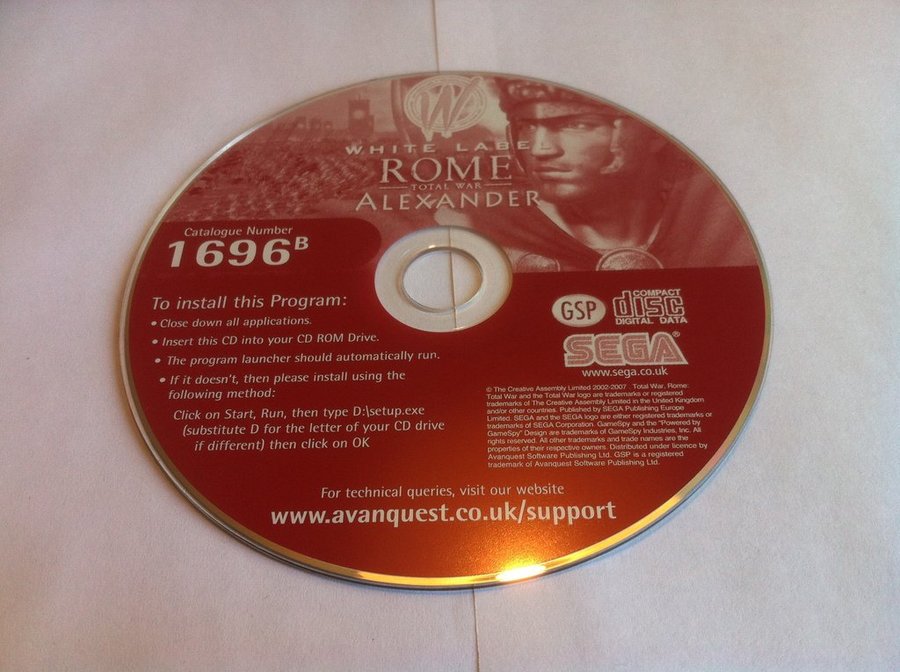 W
WHITE LABEL
ROME
TOTAL WAR
ALEXANDER
Catalogue Number
1696B
To install this Program:
• Close down all applications.
• Insert this CD into your CD ROM Drive.
• The program launcher should automatically run.
• If it doesn't, then please install using the
following method:
Click on Start, Run, then type D:\setup.exe
(substitute D for the letter of your CD drive
if different) then click on OK
GSP
COMPACT
disc
DIGITAL DATA
SEGA®
www.sega.co.uk
© The Creative Assembly Limited 2002-2007 . Total War, Rome:
Total War and the Total War logo are trademarks or registered
trademarks of The Creative Assembly Limited in the United Kingdom
and/or other countries. Published by SEGA Publishing Europe
Limited. SEGA and the SEGA logo are either registered trademarks or
trademarks of SEGA Corporation. GameSpy and the "Powered by
GameSpy" Design are trademarks of GameSpy Industries, Inc. All
rights reserved. All other trademarks and trade names are the
properties of their respective owners. Distributed under licence by
Avanquest Software Publishing Ltd. GSP is a registered
trademark of Avanquest Software Publishing Ltd.
For technical queries, visit our website
www.avanquest.co.uk/support